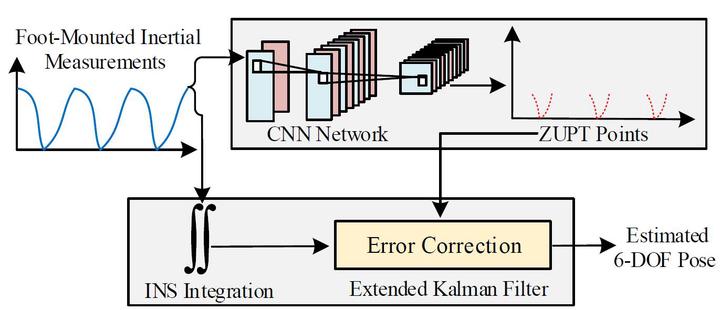 Foot-Mounted Inertial
Measurements
CNN Network
ZUPT Points
INS Integration
Error Correction
Extended Kalman Filter
Estimated
6-DOF Pose